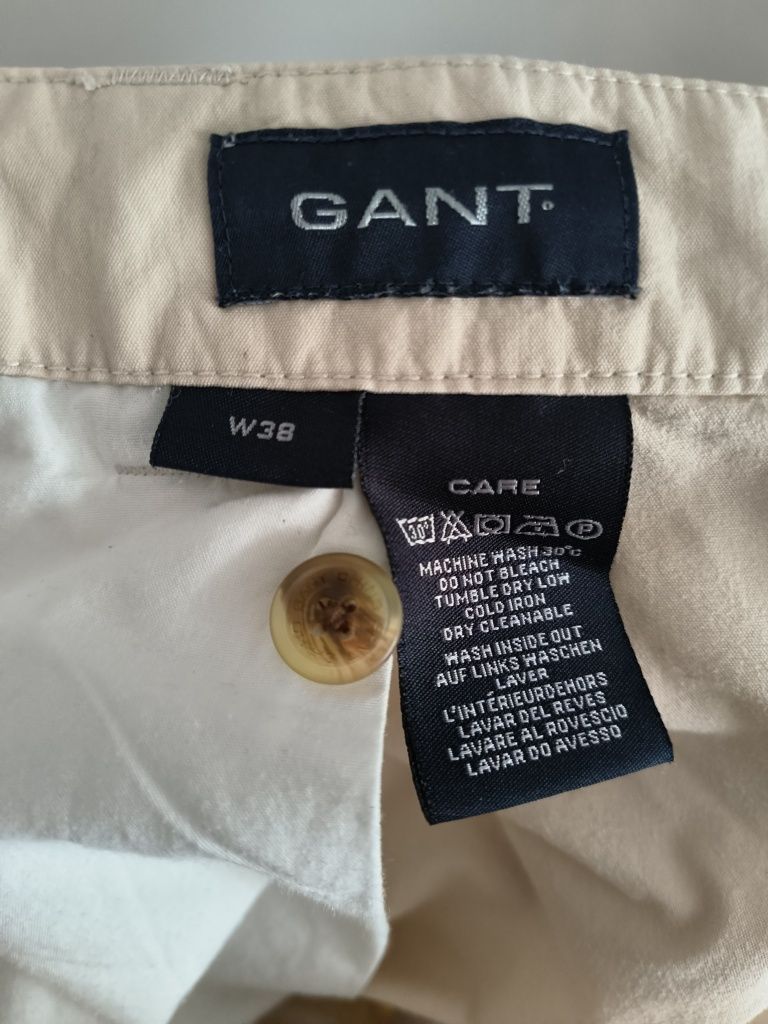 GANT
W38
CARE
30°
P
MACHINE WASH 30°C
DO NOT BLEACH
TUMBLE DRY LOW
COLD IRON
DRY CLEANABLE
WASH INSIDE OUT
AUF LINKS WASCHEN
LAVER
L'INTÉRIEURDEHORS
LAVAR DEL REVES
LAVARE AL ROVESCIO
LAVAR DO AVESSO